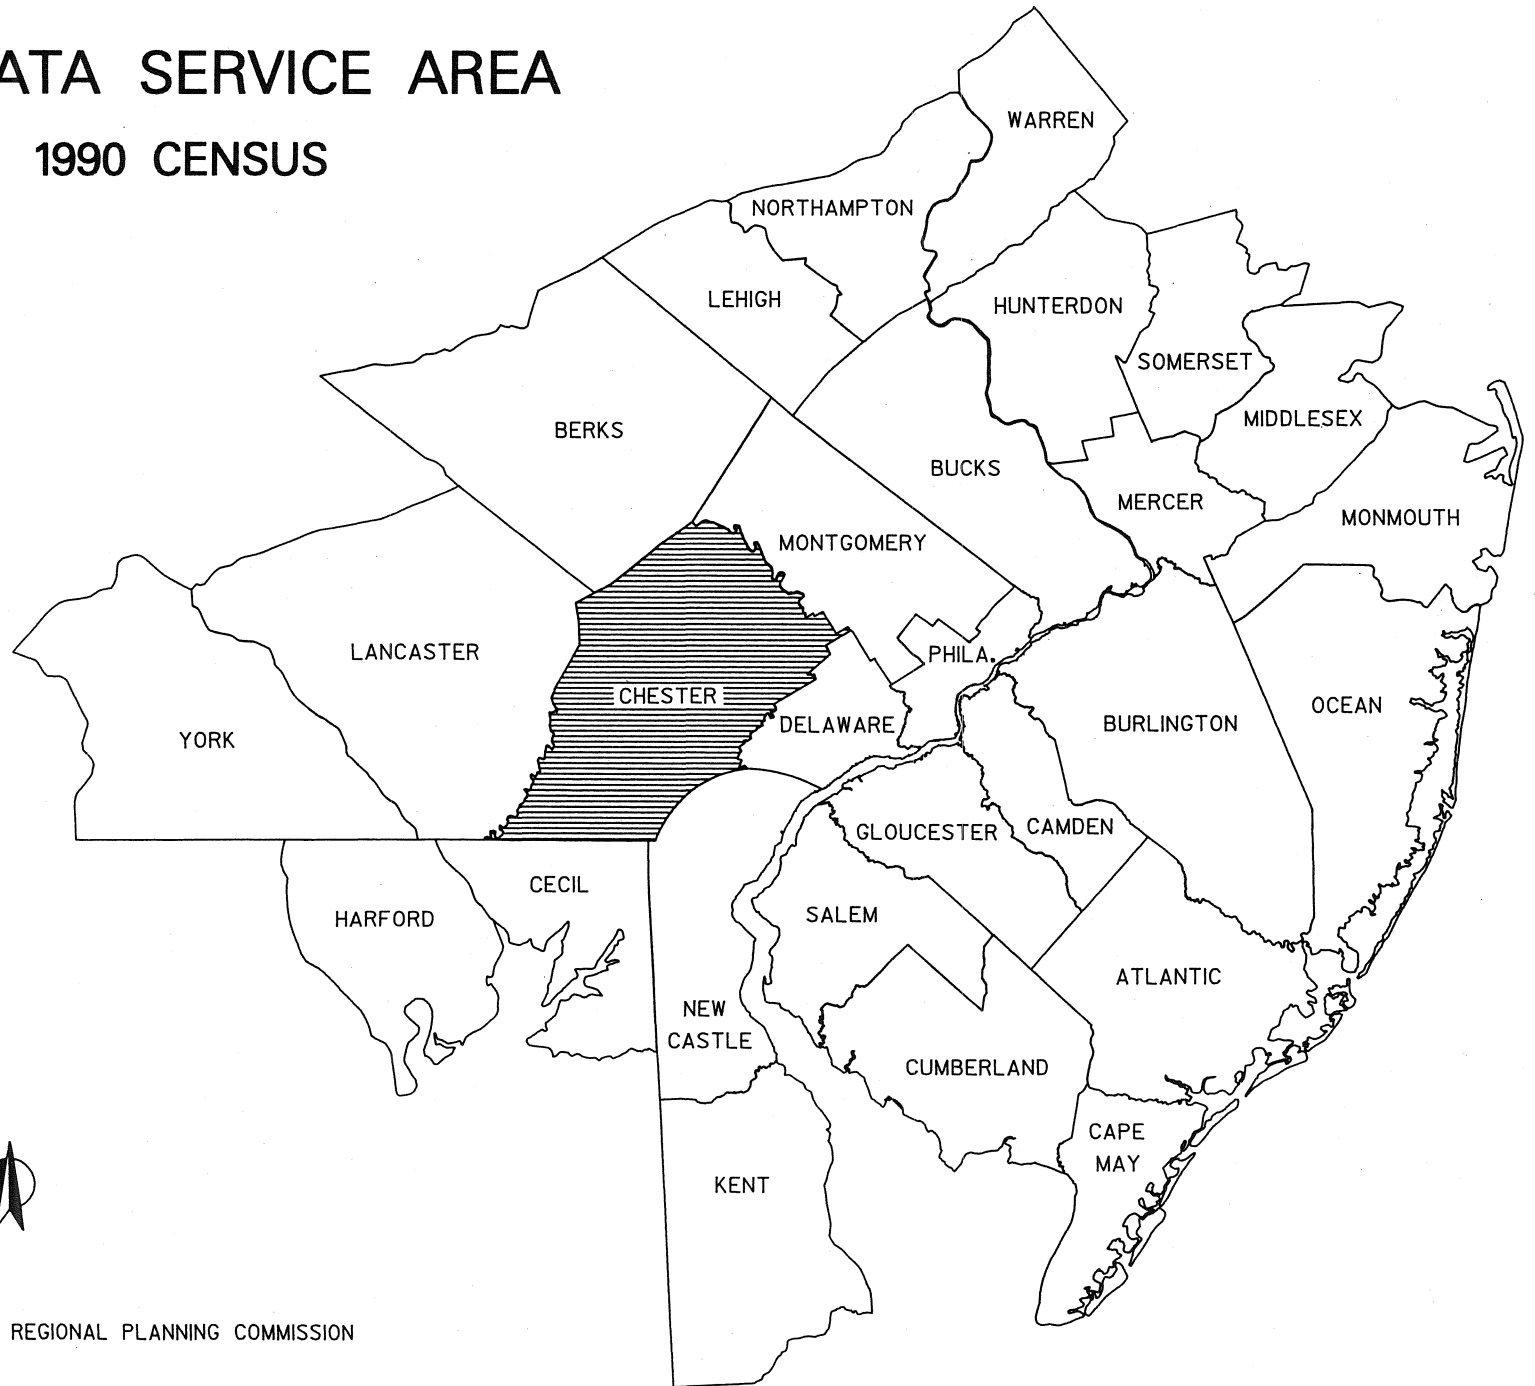 ATA SERVICE AREA
1990 CENSUS
WARREN
NORTHAMPTON
LEHIGH
HUNTERDON
SOMERSET
MIDDLESEX
BERKS
BUCKS
MERCER
MONMOUTH
MONTGOMERY
LANCASTER
PHILA.
CHESTER
DELAWARE
BURLINGTON
OCEAN
YORK
GLOUCESTER
CAMDEN
CECIL
HARFORD
SALEM
ATLANTIC
NEW
CASTLE
CUMBERLAND
CAPE
MAY
KENT
REGIONAL PLANNING COMMISSION